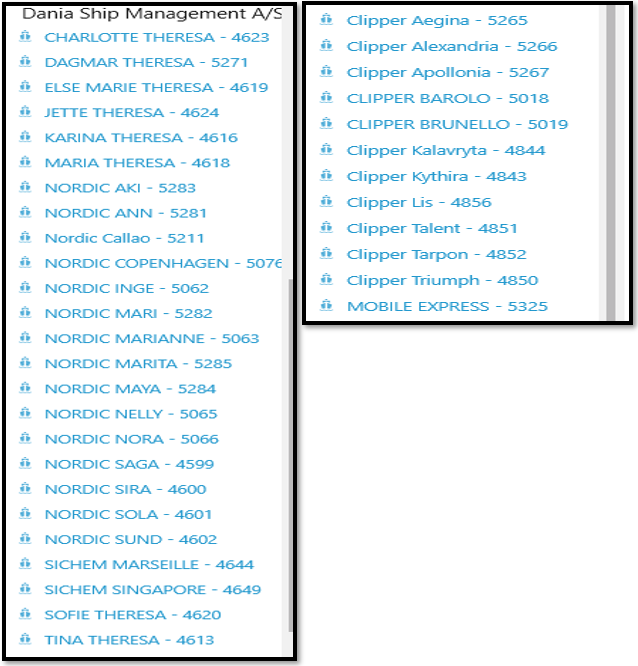 Dania Ship Management A/S
CHARLOTTE THERESA - 4623
DAGMAR THERESA - 5271
ELSE MARIE THERESA - 4619
JETTE THERESA - 4624
KARINA THERESA - 4616
MARIA THERESA - 4618
NORDIC AKI - 5283
NORDIC ANN - 5281
Nordic Callao - 5211
NORDIC COPENHAGEN - 5076
NORDIC INGE - 5062
NORDIC MARI - 5282
NORDIC MARIANNE - 5063
NORDIC MARITA - 5285
NORDIC MAYA - 5284
NORDIC NELLY - 5065
NORDIC NORA - 5066
NORDIC SAGA - 4599
NORDIC SIRA - 4600
NORDIC SOLA - 4601
NORDIC SUND - 4602
SICHEM MARSEILLE - 4644
SICHEM SINGAPORE - 4649
SOFIE THERESA - 4620
TINA THERESA - 4613
Clipper Aegina - 5265
Clipper Alexandria - 5266
Clipper Apollonia - 5267
CLIPPER BAROLO - 5018
CLIPPER BRUNELLO - 5019
Clipper Kalavryta - 4844
Clipper Kythira - 4843
Clipper Lis - 4856
Clipper Talent - 4851
Clipper Tarpon - 4852
Clipper Triumph - 4850
MOBILE EXPRESS - 5325